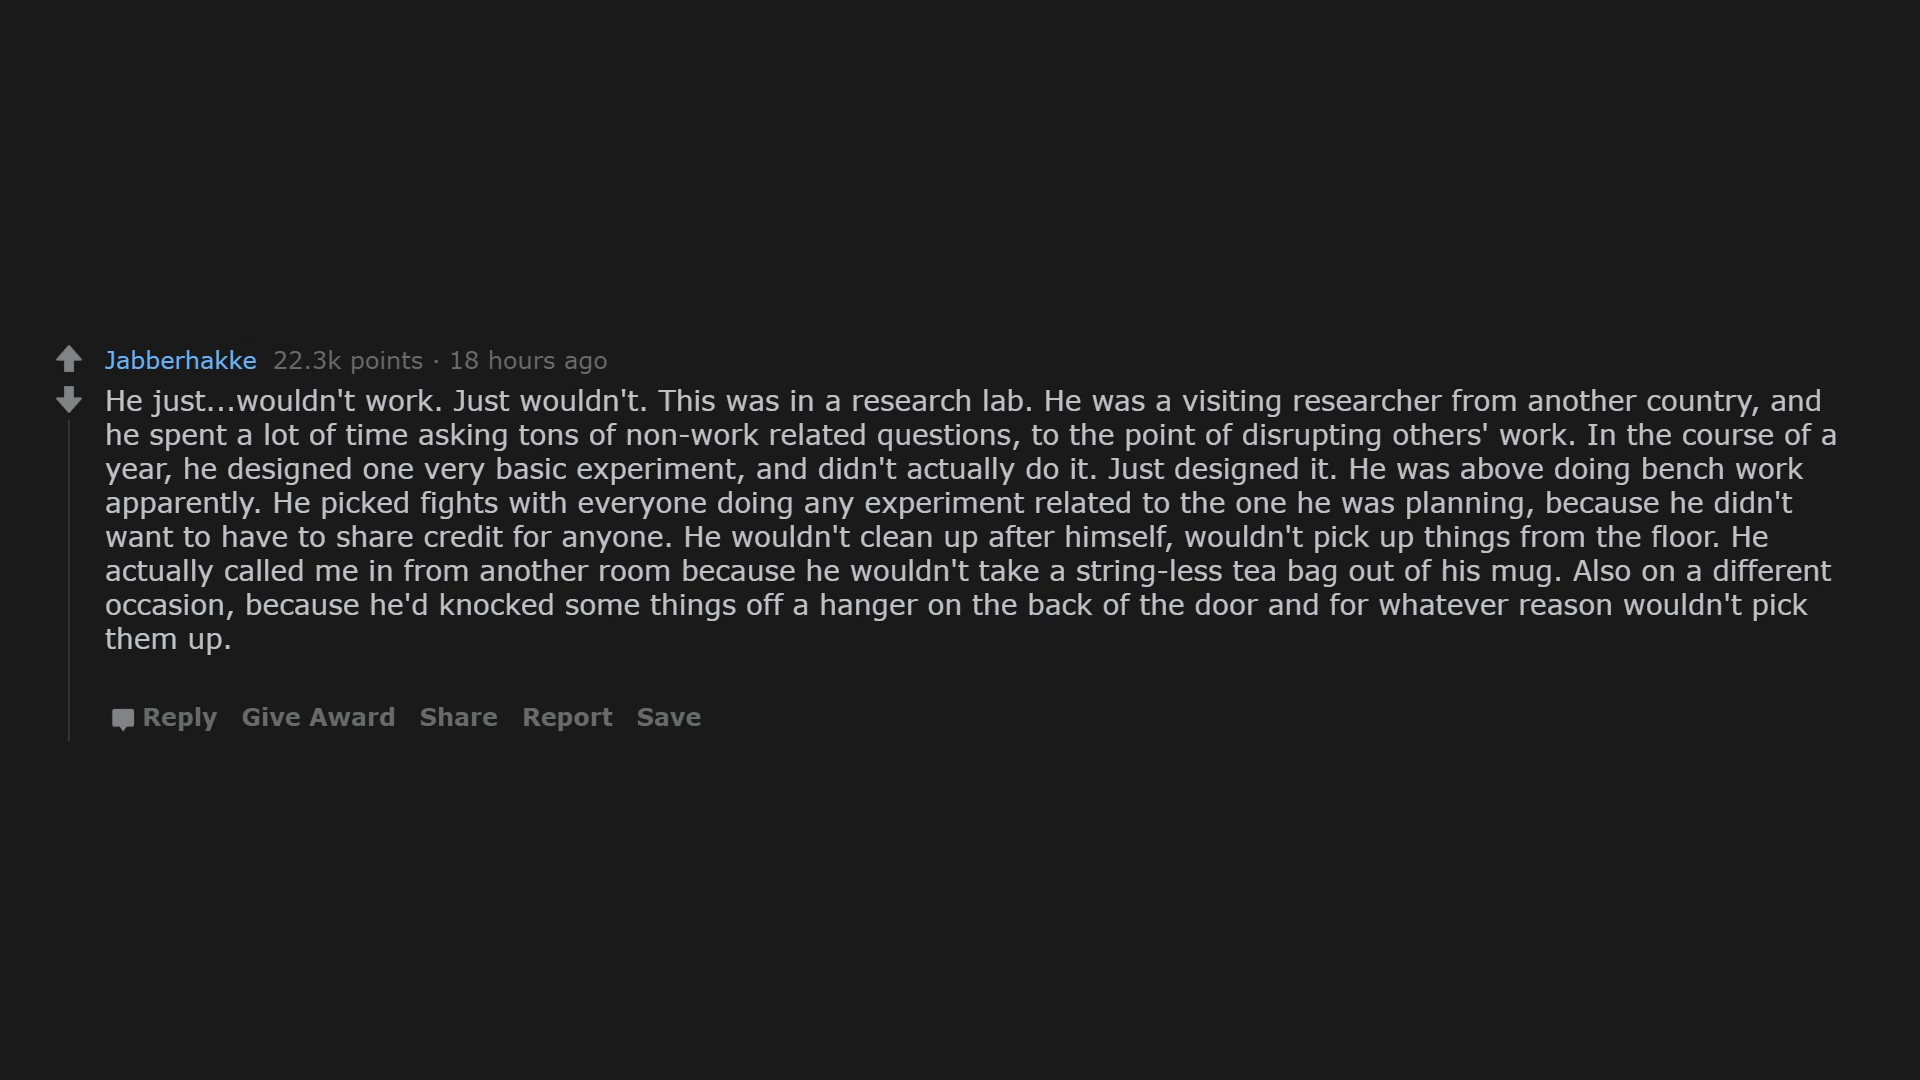 Jabberhakke 22.3k points · 18 hours ago
He just...wouldn't work. Just wouldn't. This was in a research lab. He was a visiting researcher from another country, and
he spent a lot of time asking tons of non-work related questions, to the point of disrupting others' work. In the course of a
year, he designed one very basic experiment, and didn't actually do it. Just designed it. He was above doing bench work
apparently. He picked fights with everyone doing any experiment related to the one he was planning, because he didn't
want to have to share credit for anyone. He wouldn't clean up after himself, wouldn't pick up things from the floor. He
actually called me in from another room because he wouldn't take a string-less tea bag out of his mug. Also on a different
occasion, because he'd knocked some things off a hanger on the back of the door and for whatever reason wouldn't pick
them up.
Reply Give Award Share Report Save